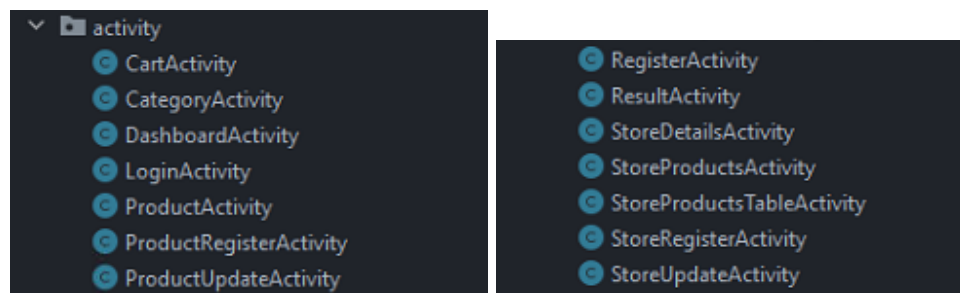 activity
CartActivity
CategoryActivity
DashboardActivity
LoginActivity
ProductActivity
ProductRegisterActivity
ProductUpdateActivity
RegisterActivity
ResultActivity
StoreDetailsActivity
StoreProductsActivity
StoreProductsTableActivity
StoreRegisterActivity
StoreUpdateActivity